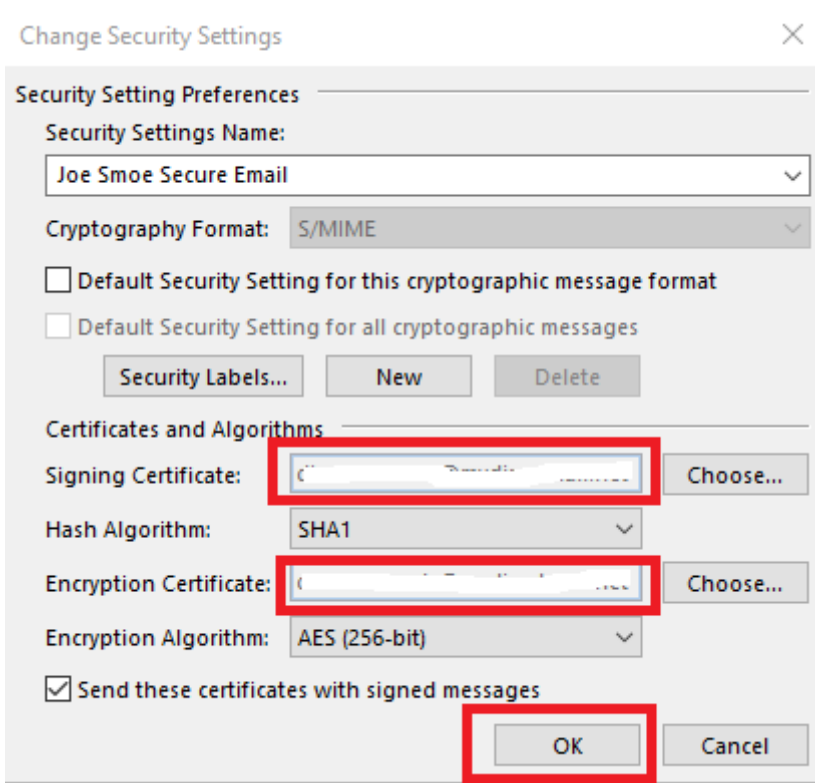 Change Security Settings
Security Setting Preferences
Security Settings Name:
Joe Smoe Secure Email
Cryptography Format: S/MIME
Default Security Setting for this cryptographic message format
Default Security Setting for all cryptographic messages
Security Labels... New Delete
Certificates and Algorithms
Signing Certificate: Choose...
Hash Algorithm: SHA1
Encryption Certificate: Choose...
Encryption Algorithm: AES (256-bit)
Send these certificates with signed messages
OK Cancel